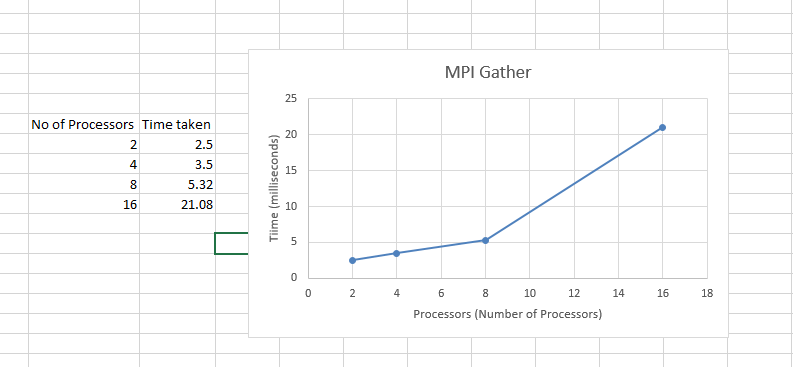 No of Processors Time taken
2 2.5
4 3.5
8 5.32
16 21.08
MPI Gather
25
20
15
10
5
0
Tiime (milliseconds)
0 2 4 6 8 10 12 14 16 18
Processors (Number of Processors)